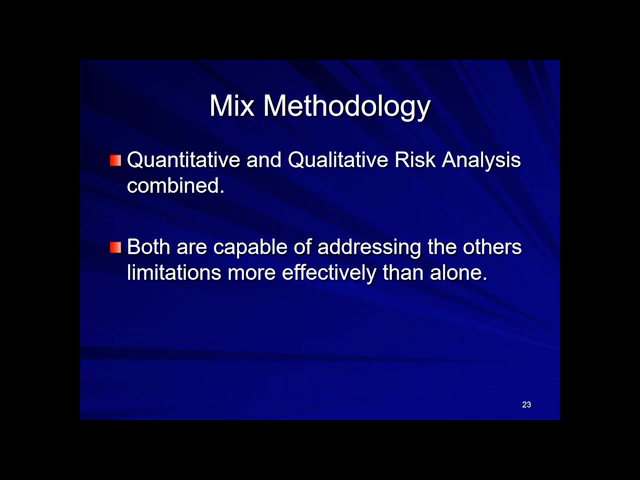 Mix Methodology
Quantitative and Qualitative Risk Analysis
combined.
Both are capable of addressing the others
limitations more effectively than alone.
23